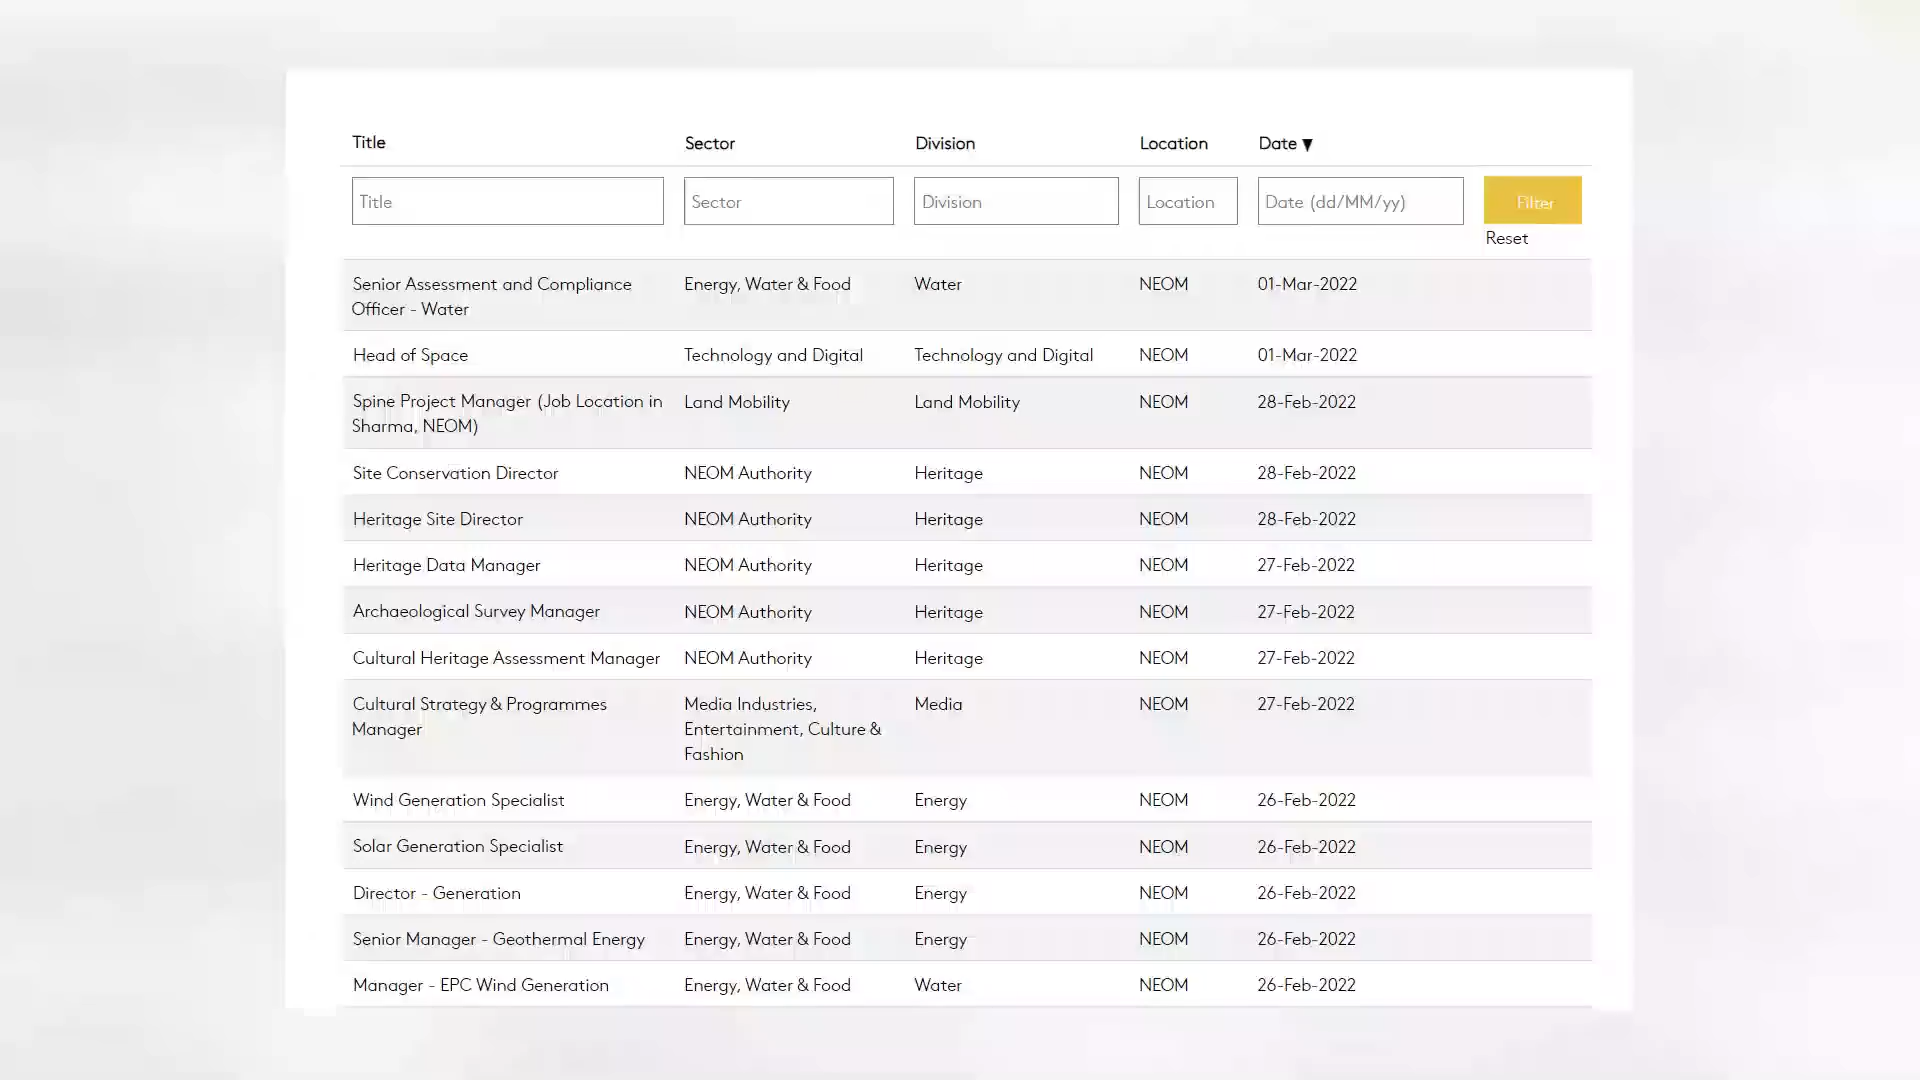 Title Sector Division Location Date ▼
Title Sector Division Location Date (dd/MM/yy) Filter
Reset
Senior Assessment and Compliance Energy, Water & Food Water NEOM 01-Mar-2022
Officer - Water
Head of Space Technology and Digital Technology and Digital NEOM 01-Mar-2022
Spine Project Manager (Job Location in Land Mobility Land Mobility NEOM 28-Feb-2022
Sharma, NEOM)
Site Conservation Director NEOM Authority Heritage NEOM 28-Feb-2022
Heritage Site Director NEOM Authority Heritage NEOM 28-Feb-2022
Heritage Data Manager NEOM Authority Heritage NEOM 27-Feb-2022
Archaeological Survey Manager NEOM Authority Heritage NEOM 27-Feb-2022
Cultural Heritage Assessment Manager NEOM Authority Heritage NEOM 27-Feb-2022
Cultural Strategy & Programmes Media Industries, Media NEOM 27-Feb-2022
Manager Entertainment, Culture &
Fashion
Wind Generation Specialist Energy, Water & Food Energy NEOM 26-Feb-2022
Solar Generation Specialist Energy, Water & Food Energy NEOM 26-Feb-2022
Director - Generation Energy, Water & Food Energy NEOM 26-Feb-2022
Senior Manager - Geothermal Energy Energy, Water & Food Energy NEOM 26-Feb-2022
Manager - EPC Wind Generation Energy, Water & Food Water NEOM 26-Feb-2022